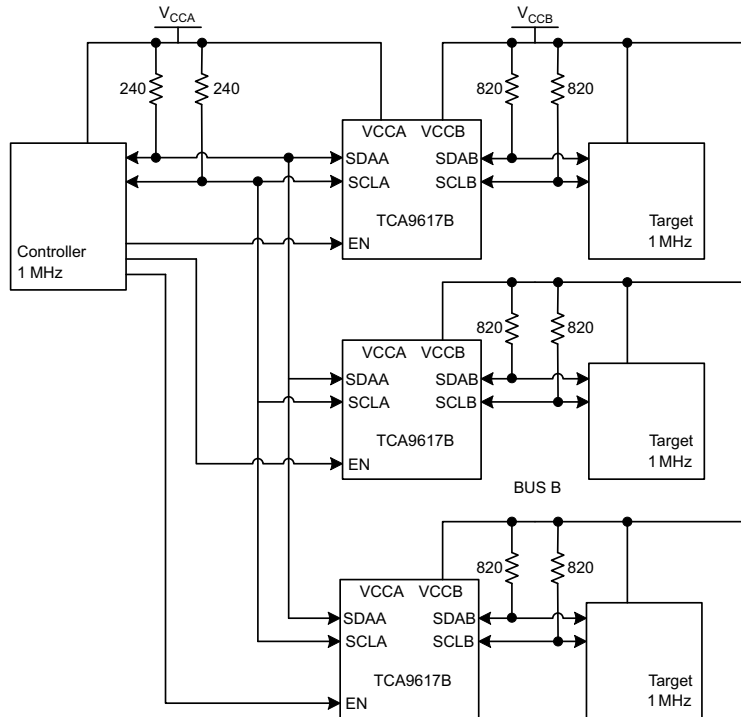 VCCA
VCCB
240
240
820
820
VCCA VCCB
SDAA SDAB
SCLA SCLB
TCA9617B
EN
Controller
1 MHz
Target
1 MHz
820
820
VCCA VCCB
SDAA SDAB
SCLA SCLB
TCA9617B
EN
Target
1 MHz
BUS B
820
820
VCCA VCCB
SDAA SDAB
SCLA SCLB
TCA9617B
EN
Target
1 MHz